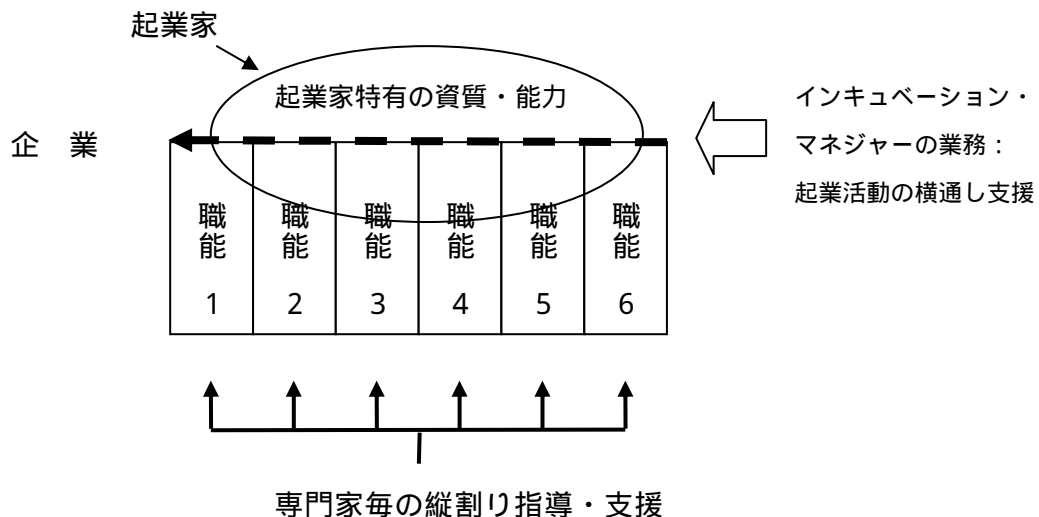 起業家
起業家特有の資質・能力
インキュベーション・
マネジャーの業務：
起業活動の横通し支援
企　業
職能 1
職能 2
職能 3
職能 4
職能 5
職能 6
専門家毎の縦割り指導・支援